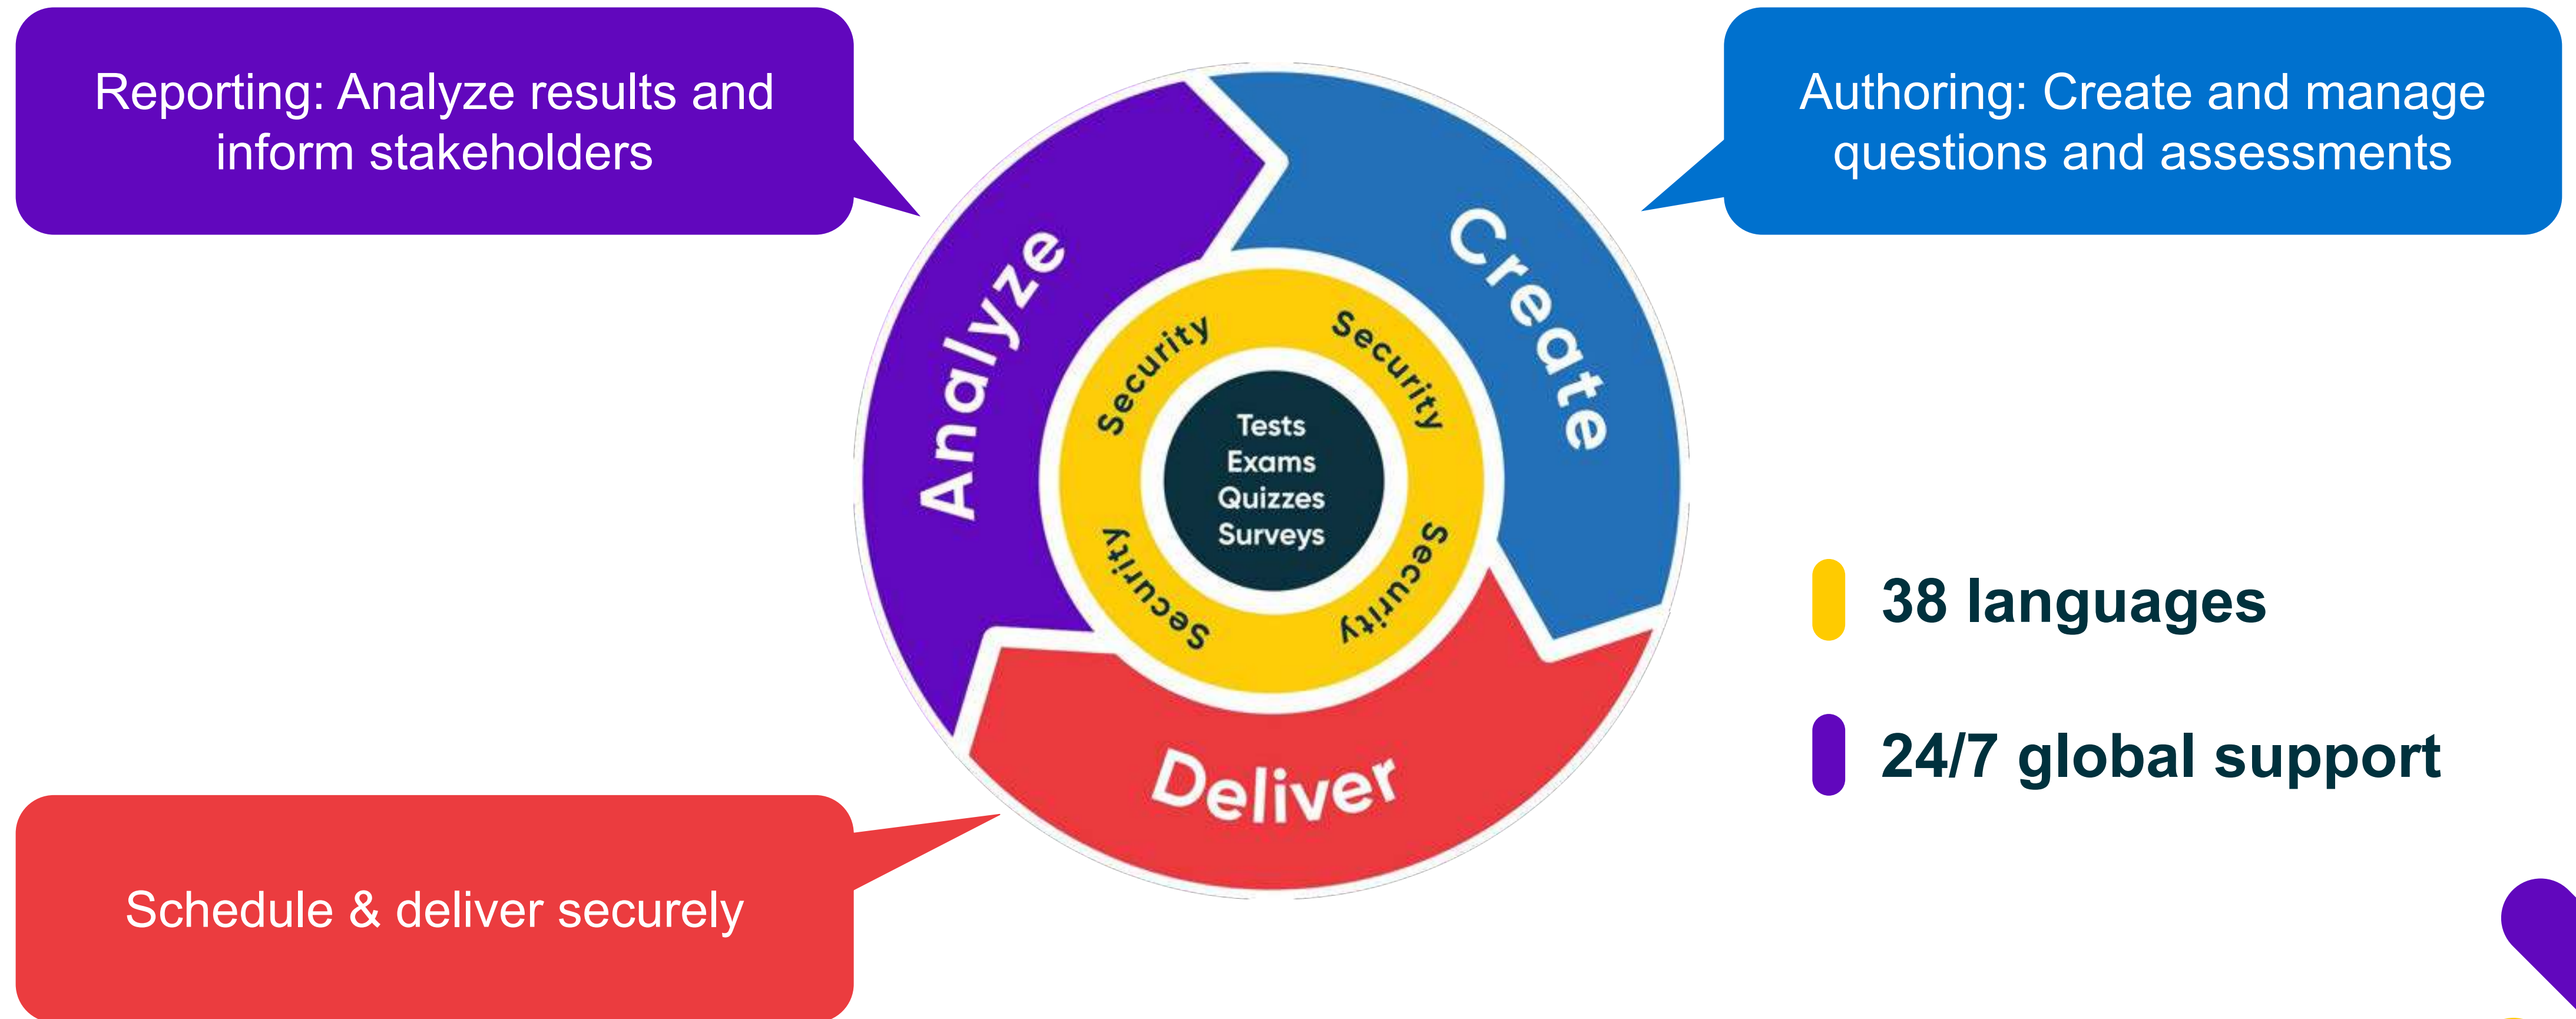 Reporting: Analyze results and
inform stakeholders
Authoring: Create and manage
questions and assessments
Analyze
Create
Deliver
Security
Security
Security
Security
Tests
Exams
Quizzes
Surveys
38 languages
24/7 global support
Schedule & deliver securely